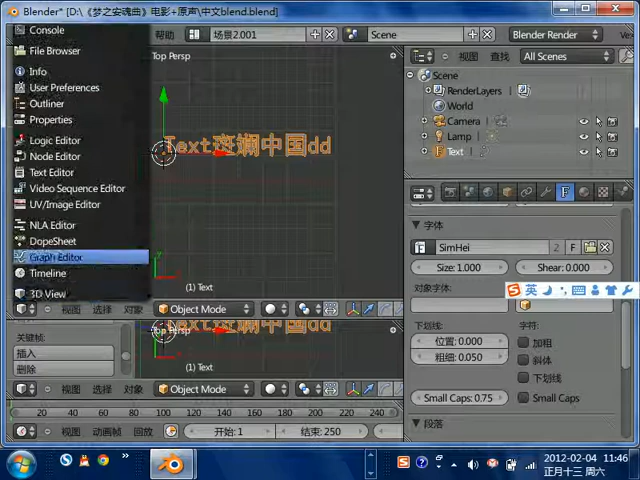 Blender* [D:\《梦之安魂曲》电影+原声\中文blend.blend]
Console
File Browser
Info
User Preferences
Outliner
Properties
Logic Editor
Node Editor
Text Editor
Video Sequence Editor
UV/Image Editor
NLA Editor
DopeSheet
Graph Editor
Timeline
3D View
帮助
场景2.001
Scene
Blender Render
Top Persp
Text斑斓中国dd
(1) Text
视图 选择 对象
Object Mode
视图 查找
All Scenes
Scene
RenderLayers
World
Camera
Lamp
Text
字体
SimHei
2
F
Size: 1.000
Shear: 0.000
英
对象字体:
下划线:
字符:
位置: 0.000
粗细: 0.050
加粗
斜体
下划线
Small Caps: 0.75
Small Caps
段落
关键帧:
插入
删除
Text斑斓中国dd
Top Persp
(1) Text
视图 选择 对象
Object Mode
20 40 60 80 100 120 140 160 180 200 220 240
视图 动画帧 回放
开始: 1
结束: 250
2012-02-04
11:46
正月十三 周六